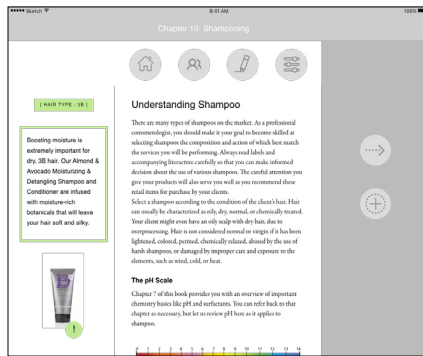 Sketch
9:41 AM
100%
Chapter 10: Shampooing
[ HAIR TYPE : 3B ]
Boosting moisture is
extremely important for
dry, 3B hair. Our Almond &
Avocado Moisturizing &
Detangling Shampoo and
Conditioner are infused
with moisture-rich
botanicals that will leave
your hair soft and silky.
!
Understanding Shampoo
There are many types of shampoos on the market. As a professional
comsmetologist, you should make it your goal to become skilled at
selecting shampoos the composition and action of which best match
the services you will be performing. Always read labels and
accompanying literacture carefully so that you can make informed
decision about the use of various shampoos. The careful attention you
give your products will also serve you well as you recommend these
retail items for purchase by your clients.
Select a shampoo according to the condition of the client's hair. Hair
can usually be characterized as oily, dry, normal, or chemically treated.
Your client might even have an oily scalp with dry hair, due to
overprocessing. Hair is not considered normal or virgin if it has been
lightened, colored, permed, chemically relaxed, abused by the use of
harsh shampoos, or damaged by improper care and exposure to the
elements, such as wind, cold, or heat.
The pH Scale
Chapter 7 of this book provides you with an overview of important
chemistry basics like pH and surfactants. You can refer back to that
chapter as necessary, but let us review pH here as it applies to
shampoo.
0 1 2 3 4 5 6 7 8 9 10 11 12 13 14